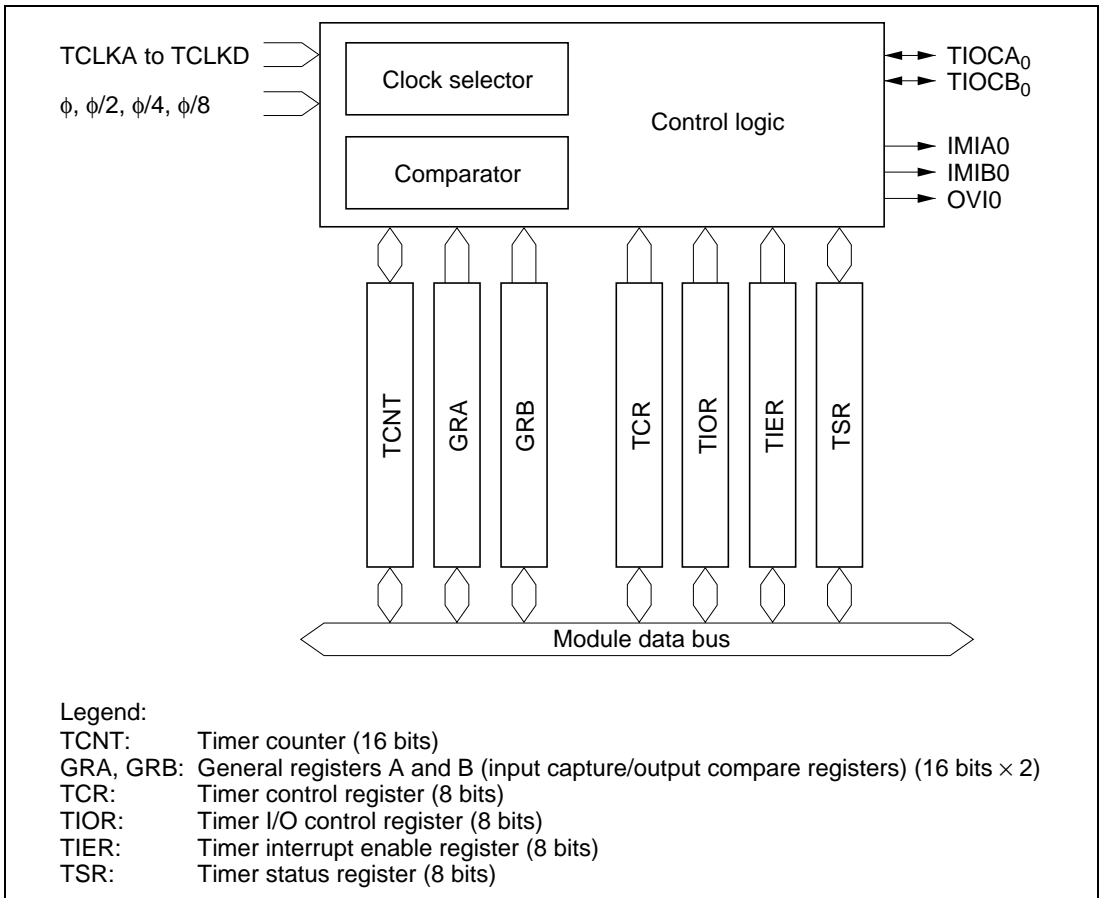 TCLKA to TCLKD
ϕ, ϕ/2, ϕ/4, ϕ/8
Clock selector
Comparator
Control logic
TIOCA₀
TIOCB₀
IMIA0
IMIB0
OVI0
TCNT
GRA
GRB
TCR
TIOR
TIER
TSR
Module data bus
Legend:
TCNT: Timer counter (16 bits)
GRA, GRB: General registers A and B (input capture/output compare registers) (16 bits × 2)
TCR: Timer control register (8 bits)
TIOR: Timer I/O control register (8 bits)
TIER: Timer interrupt enable register (8 bits)
TSR: Timer status register (8 bits)